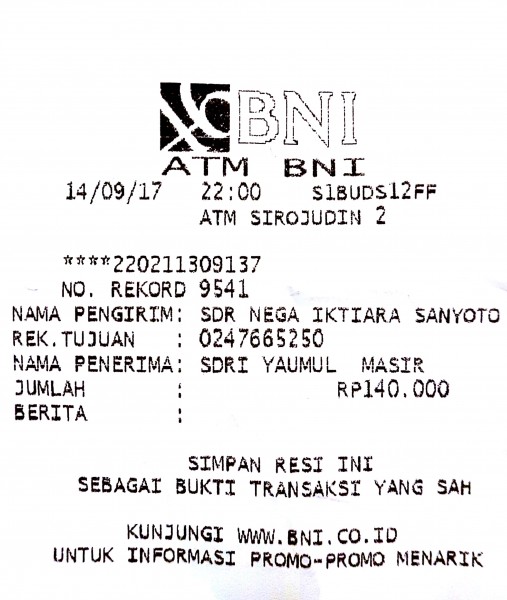 BNI
ATM BNI
14/09/17 22:00 S1BUDS12FF
ATM SIROJUDIN 2
****220211309137
NO. REKORD 9541
NAMA PENGIRIM: SDR NEGA IKTIARA SANYOTO
REK.TUJUAN : 0247665250
NAMA PENERIMA: SDRI YAUMUL MASIR
JUMLAH : RP140.000
BERITA :
SIMPAN RESI INI
SEBAGAI BUKTI TRANSAKSI YANG SAH
KUNJUNGI WWW.BNI.CO.ID
UNTUK INFORMASI PROMO-PROMO MENARIK